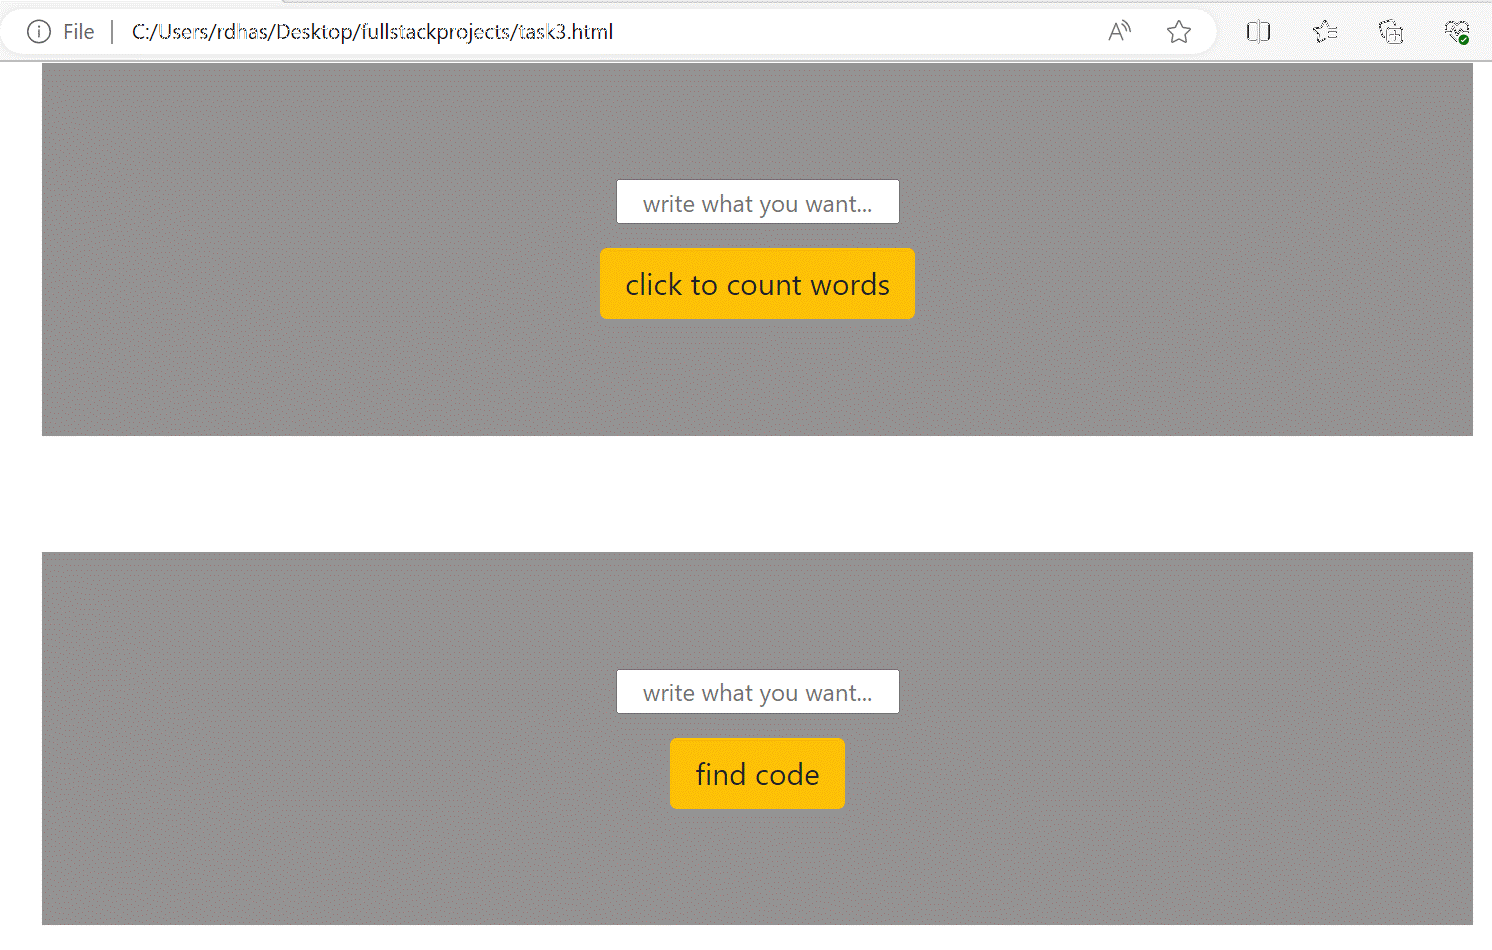 File | C:/Users/rdhas/Desktop/fullstackprojects/task3.html
write what you want...
click to count words
write what you want...
find code